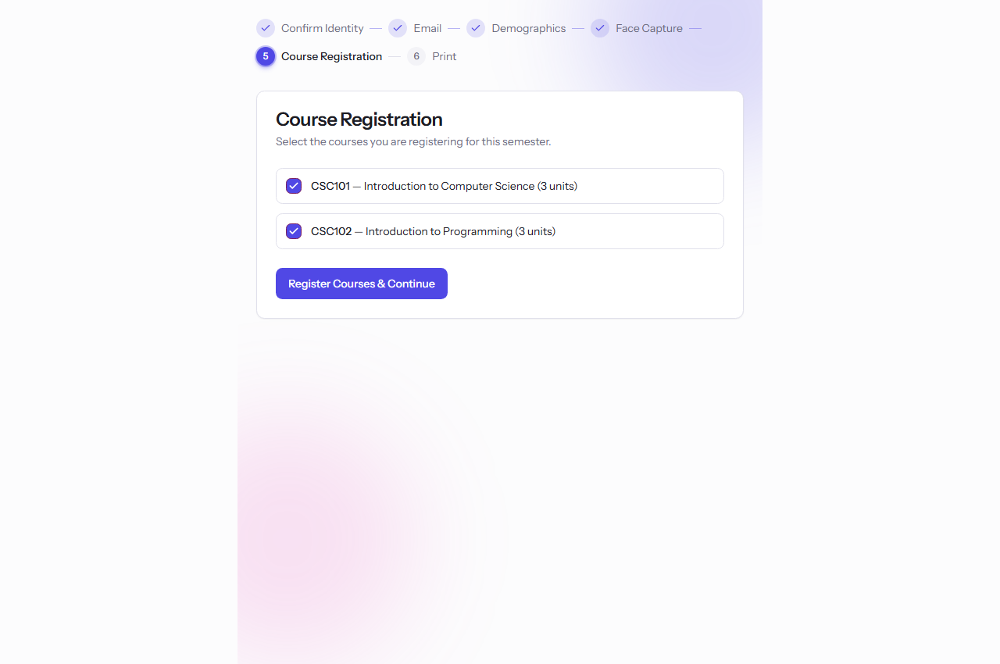 Confirm Identity — Email — Demographics — Face Capture —
5 Course Registration — 6 Print
Course Registration
Select the courses you are registering for this semester.
CSC101 — Introduction to Computer Science (3 units)
CSC102 — Introduction to Programming (3 units)
Register Courses & Continue